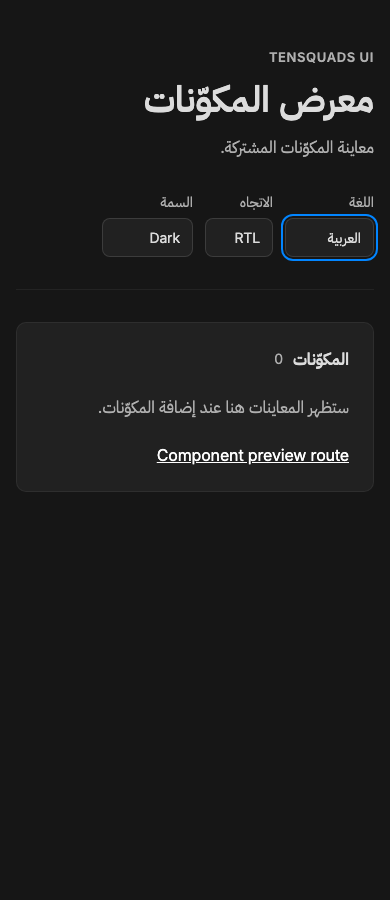 TENSQUADS UI
معرض المكوّنات
معاينة المكوّنات المشتركة.
اللغة الاتجاه السمة
العربية RTL Dark
المكوّنات 0
ستظهر المعاينات هنا عند إضافة المكوّنات.
Component preview route